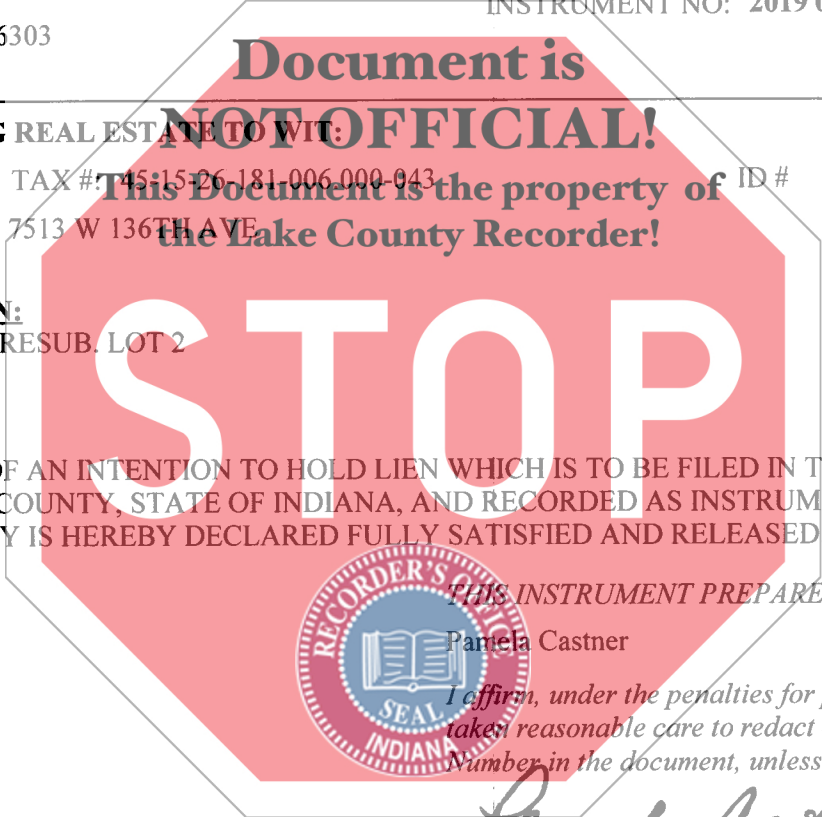 INSTRUMENT NO: 2019 0
6303
Document is
NOT OFFICIAL!
G REAL ESTATE TO WIT:
TAX #: 45-15-26-181-006.000-043
ID #
This Document is the property of
7513 W 136TH AVE
the Lake County Recorder!
N:
RESUB. LOT 2
STOP
OF AN INTENTION TO HOLD LIEN WHICH IS TO BE FILED IN T
COUNTY, STATE OF INDIANA, AND RECORDED AS INSTRUM
Y IS HEREBY DECLARED FULLY SATISFIED AND RELEASED
RECORDER'S OFFICE
SEAL
INDIANA
THIS INSTRUMENT PREPARE
Pamela Castner
I affirm, under the penalties for
taken reasonable care to redact
Number in the document, unless